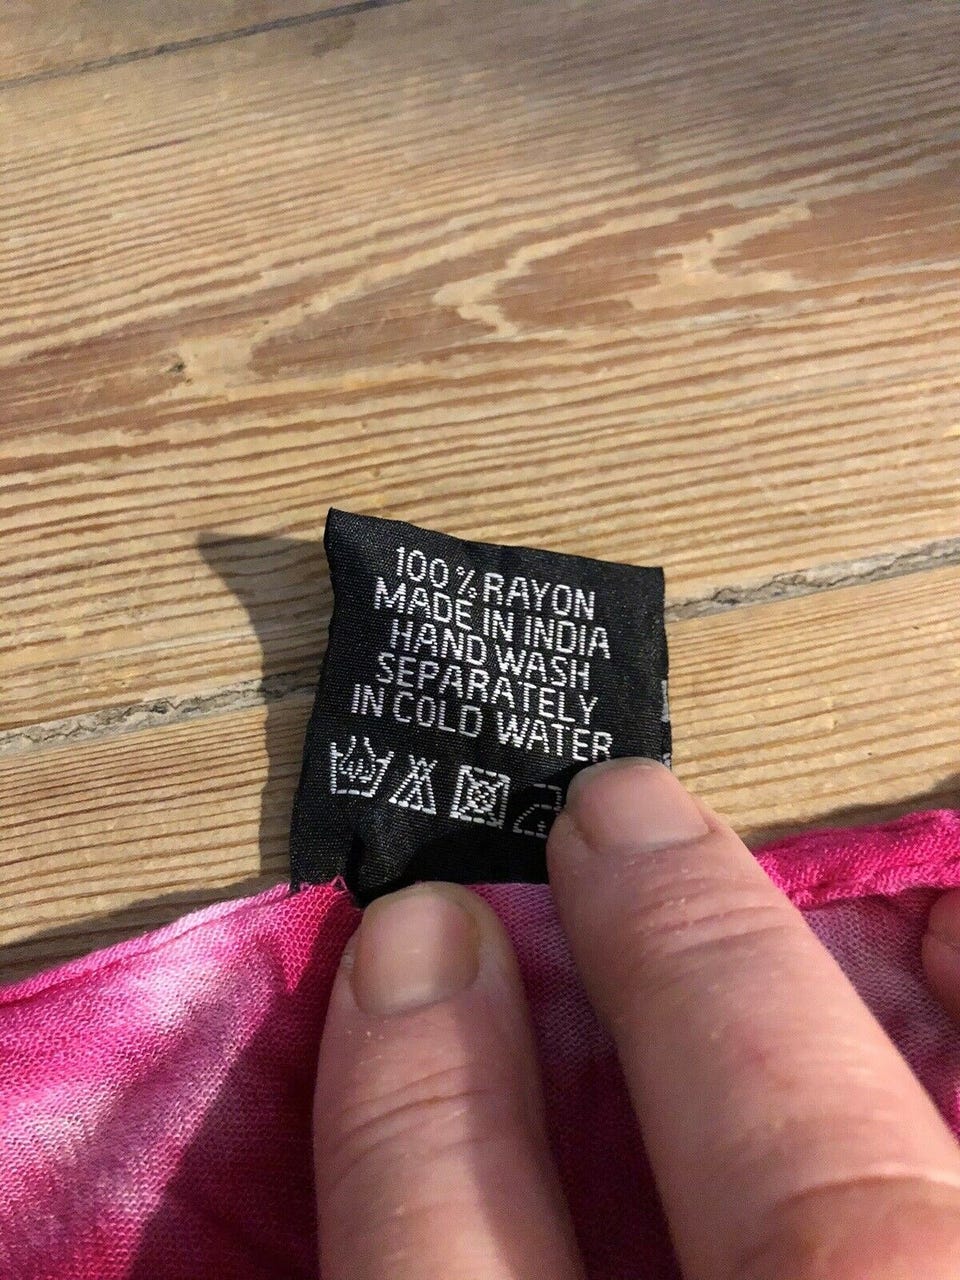 100% RAYON
MADE IN INDIA
HAND WASH
SEPARATELY
IN COLD WATER